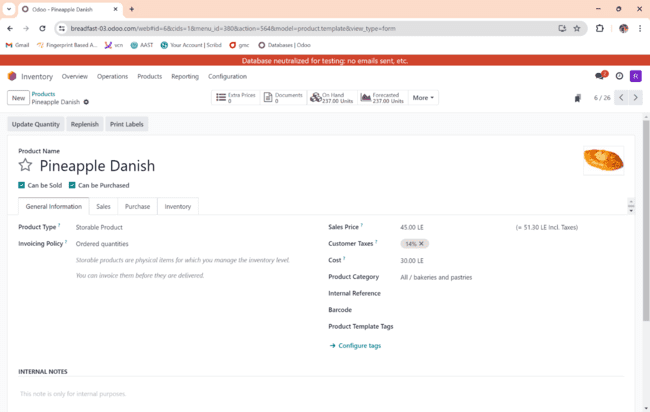 Odoo - Pineapple Danish
breadfast-03.odoo.com/web#id=6&cids=1&menu_id=380&action=564&model=product.template&view_type=form
Gmail Fingerprint Based A... vcn AAST Your Account | Scribd gmc Databases | Odoo
Database neutralized for testing: no emails sent, etc.
Inventory Overview Operations Products Reporting Configuration 2 R
New Products Extra Prices Documents On Hand Forecasted More 6 / 26
Pineapple Danish 0 0 237.00 Units 237.00 Units
Update Quantity Replenish Print Labels
Product Name
Pineapple Danish
Can be Sold Can be Purchased
General Information Sales Purchase Inventory
Product Type ? Storable Product Sales Price ? 45.00 LE (= 51.30 LE Incl. Taxes)
Invoicing Policy ? Ordered quantities Customer Taxes ? 14%
Storable products are physical items for which you manage the inventory level. Cost ? 30.00 LE
You can invoice them before they are delivered. Product Category All / bakeries and pastries
Internal Reference
Barcode
Product Template Tags
Configure tags
INTERNAL NOTES
This note is only for internal purposes.